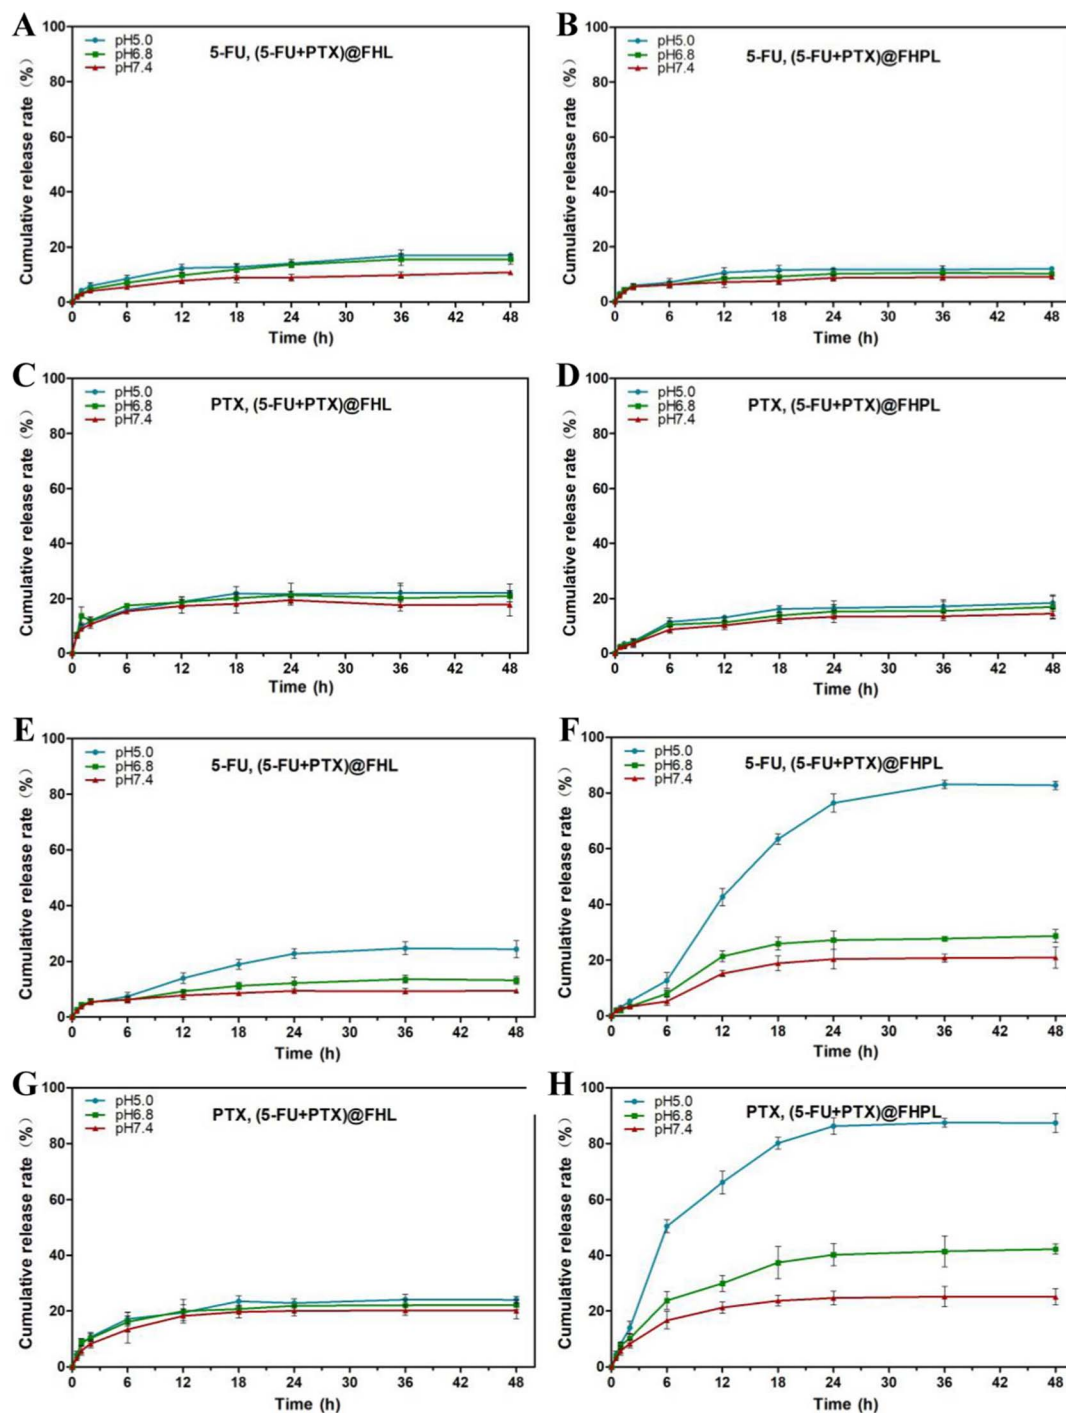 A
5-FU, (5-FU+PTX)@FHL
pH5.0
pH6.8
pH7.4
Cumulative release rate (%)
100
80
60
40
20
0
0 6 12 18 24 30 36 42 48
Time (h)
B
5-FU, (5-FU+PTX)@FHPL
pH5.0
pH6.8
pH7.4
Cumulative release rate (%)
100
80
60
40
20
0
0 6 12 18 24 30 36 42 48
Time (h)
C
PTX, (5-FU+PTX)@FHL
pH5.0
pH6.8
pH7.4
Cumulative release rate (%)
100
80
60
40
20
0
0 6 12 18 24 30 36 42 48
Time (h)
D
PTX, (5-FU+PTX)@FHPL
pH5.0
pH6.8
pH7.4
Cumulative release rate (%)
100
80
60
40
20
0
0 6 12 18 24 30 36 42 48
Time (h)
E
5-FU, (5-FU+PTX)@FHL
pH5.0
pH6.8
pH7.4
Cumulative release rate (%)
100
80
60
40
20
0
0 6 12 18 24 30 36 42 48
Time (h)
F
5-FU, (5-FU+PTX)@FHPL
pH5.0
pH6.8
pH7.4
Cumulative release rate (%)
100
80
60
40
20
0
0 6 12 18 24 30 36 42 48
Time (h)
G
PTX, (5-FU+PTX)@FHL
pH5.0
pH6.8
pH7.4
Cumulative release rate (%)
100
80
60
40
20
0
0 6 12 18 24 30 36 42 48
Time (h)
H
PTX, (5-FU+PTX)@FHPL
pH5.0
pH6.8
pH7.4
Cumulative release rate (%)
100
80
60
40
20
0
0 6 12 18 24 30 36 42 48
Time (h)